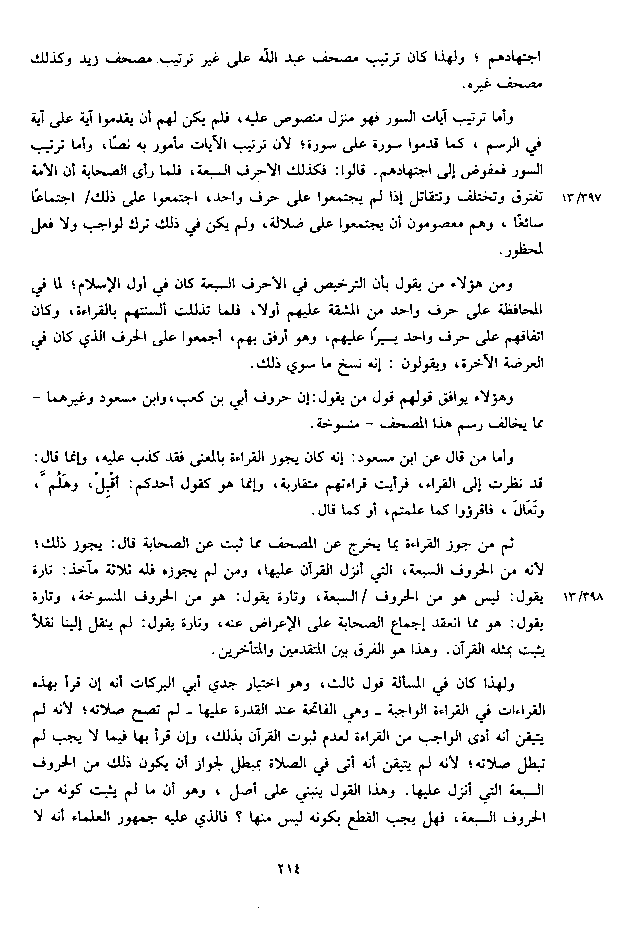 اجتهادهم ؛ ولهذا كان ترتيب مصحف عبد الله على غير ترتيب مصحف زيد وكذلك
مصحف غيره.
وأما ترتيب آيات السور فهو منزل منصوص عليه، فلم يكن لهم أن يقدموا آية على آية
في الرسم ، كما قدموا سورة على سورة؛ لأن ترتيب الآيات مأمور به نصًا، وأما ترتيب
السور فمفوض إلى اجتهادهم. قالوا: فكذلك الأحرف السبعة، فلما رأى الصحابة أن الأمة
تفترق وتختلف وتتقاتل إذا لم يجتمعوا على حرف واحد، اجتمعوا على ذلك/ اجتماعًا ١٣/٣٩٧
سائغًا ، وهم معصومون أن يجتمعوا على ضلالة، ولم يكن في ذلك ترك لواجب ولا فعل
لمحظور.
ومن هؤلاء من يقول بأن الترخيص في الأحرف السبعة كان في أول الإسلام؛ لما في
المحافظة على حرف واحد من المشقة عليهم أولا، فلما تذللت ألسنتهم بالقراءة، وكان
اتفاقهم على حرف واحد يسيرًا عليهم، وهو أرفق بهم، أجمعوا على الحرف الذي كان في
العرضة الآخرة، ويقولون : إنه نسخ ما سوي ذلك.
وهؤلاء يوافق قولهم قول من يقول:إن حروف أبي بن كعب،وابن مسعود وغيرهما -
مما يخالف رسم هذا المصحف - منسوخة.
وأما من قال عن ابن مسعود: إنه كان يجوز القراءة بالمعنى فقد كذب عليه، وإنما قال:
قد نظرت إلى القراء، فرأيت قراءتهم متقاربة، وإنما هو كقول أحدكم: أقْبِلْ، وهَلُمَّ،
وتَعَالَ ، فاقرؤوا كما علمتم، أو كما قال.
ثم من جوز القراءة بما يخرج عن المصحف مما ثبت عن الصحابة قال: يجوز ذلك؛
لأنه من الحروف السبعة، التي أنزل القرآن عليها، ومن لم يجوزه فله ثلاثة مآخذ: تارة
يقول: ليس هو من الحروف /السبعة، وتارة يقول: هو من الحروف المنسوخة، وتارة ١٣/٣٩٨
يقول: هو مما انعقد إجماع الصحابة على الإعراض عنه، وتارة يقول: لم ينقل إلينا نقلاً
يثبت بمثله القرآن. وهذا هو الفرق بين المتقدمين والمتأخرين.
ولهذا كان في المسألة قول ثالث، وهو اختيار جدي أبي البركات أنه إن قرأ بهذه
القراءات في القراءة الواجبة ـ وهي الفاتحة عند القدرة عليها ـ لم تصح صلاته؛ لأنه لم
يتيقن أنه أدى الواجب من القراءة لعدم ثبوت القرآن بذلك، وإن قرأ بها فيما لا يجب لم
تبطل صلاته؛ لأنه لم يتيقن أنه أتى في الصلاة بمبطل لجواز أن يكون ذلك من الحروف
السبعة التي أنزل عليها. وهذا القول ينبني على أصل ، وهو أن ما لم يثبت كونه من
الحروف السبعة، فهل يجب القطع بكونه ليس منها ؟ فالذي عليه جمهور العلماء أنه لا
٢١٤